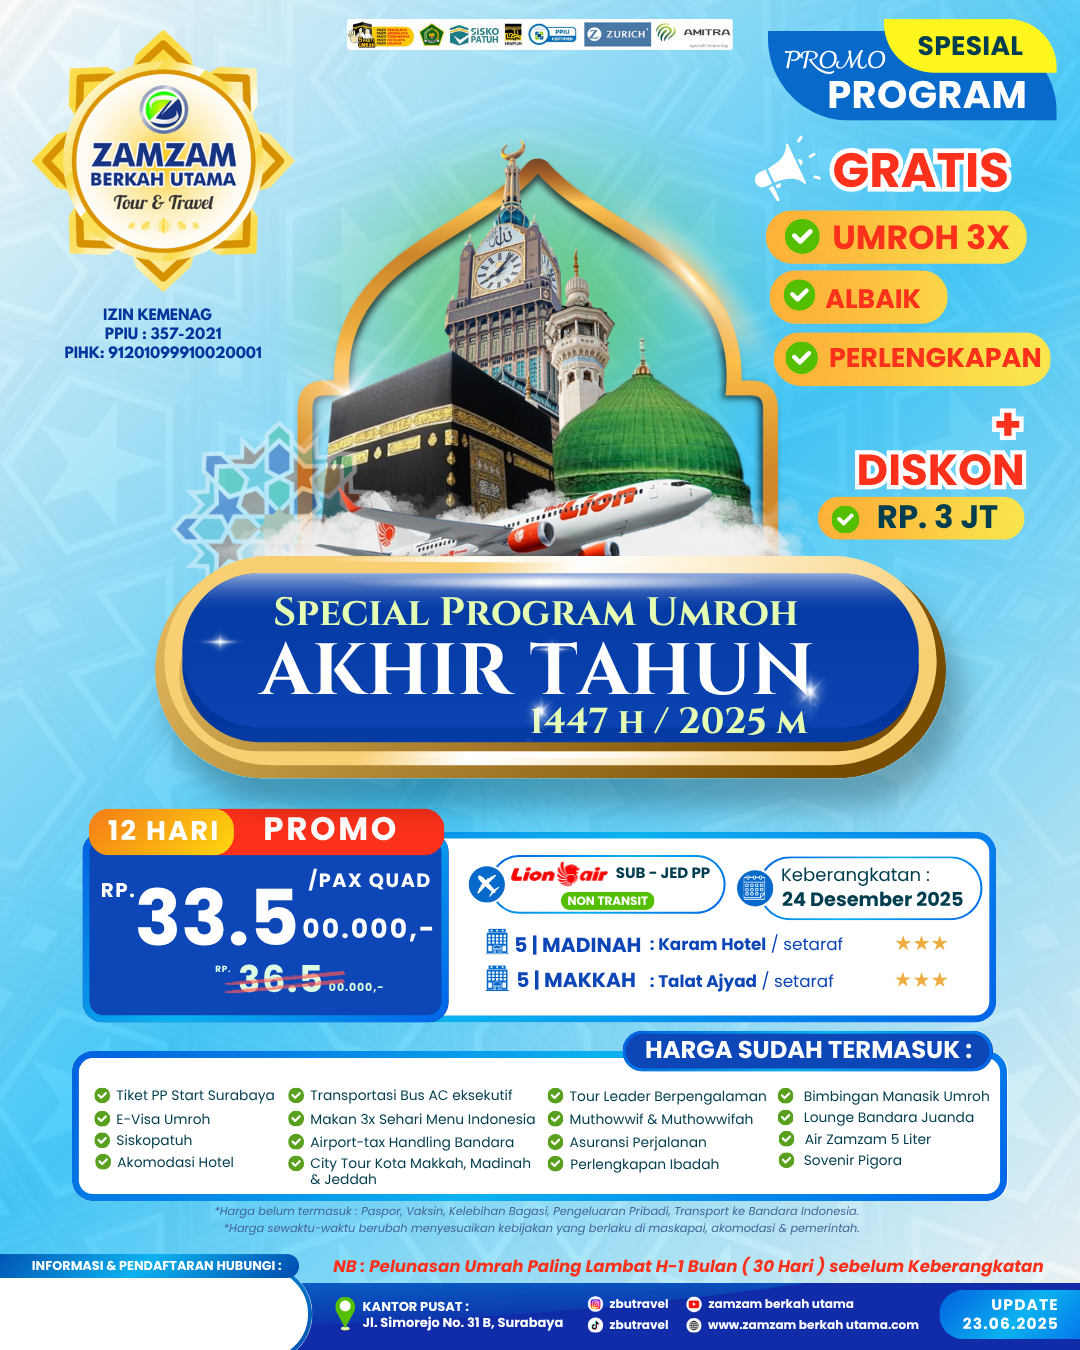 SISKO
PATUH
PPIU
CERTIFIED
ZURICH
AMITRA
syariah financing
ZAMZAM
BERKAH UTAMA
Tour & Travel
IZIN KEMENAG
PPIU : 357-2021
PIHK: 91201099910020001
PROMO
SPESIAL
PROGRAM
GRATIS
UMROH 3X
ALBAIK
PERLENGKAPAN
+
DISKON
RP. 3 JT
Lion
SPECIAL PROGRAM UMROH
AKHIR TAHUN
1447 H / 2025 M
12 HARI
PROMO
/PAX QUAD
RP. 33.500.000,-
RP. 36.500.000,-
Lion air SUB - JED PP
NON TRANSIT
Keberangkatan :
24 Desember 2025
5 | MADINAH : Karam Hotel / setaraf
5 | MAKKAH : Talat Ajyad / setaraf
HARGA SUDAH TERMASUK :
Tiket PP Start Surabaya
E-Visa Umroh
Siskopatuh
Akomodasi Hotel
Transportasi Bus AC eksekutif
Makan 3x Sehari Menu Indonesia
Airport-tax Handling Bandara
City Tour Kota Makkah, Madinah
& Jeddah
Tour Leader Berpengalaman
Muthowwif & Muthowwifah
Asuransi Perjalanan
Perlengkapan Ibadah
Bimbingan Manasik Umroh
Lounge Bandara Juanda
Air Zamzam 5 Liter
Sovenir Pigora
*Harga belum termasuk : Paspor, Vaksin, Kelebihan Bagasi, Pengeluaran Pribadi, Transport ke Bandara Indonesia.
*Harga sewaktu-waktu berubah menyesuaikan kebijakan yang berlaku di maskapai, akomodasi & pemerintah.
INFORMASI & PENDAFTARAN HUBUNGI :
NB : Pelunasan Umrah Paling Lambat H-1 Bulan ( 30 Hari ) sebelum Keberangkatan
KANTOR PUSAT :
Jl. Simorejo No. 31 B, Surabaya
zbutravel
zbutravel
zamzam berkah utama
www.zamzam berkah utama.com
UPDATE
23.06.2025